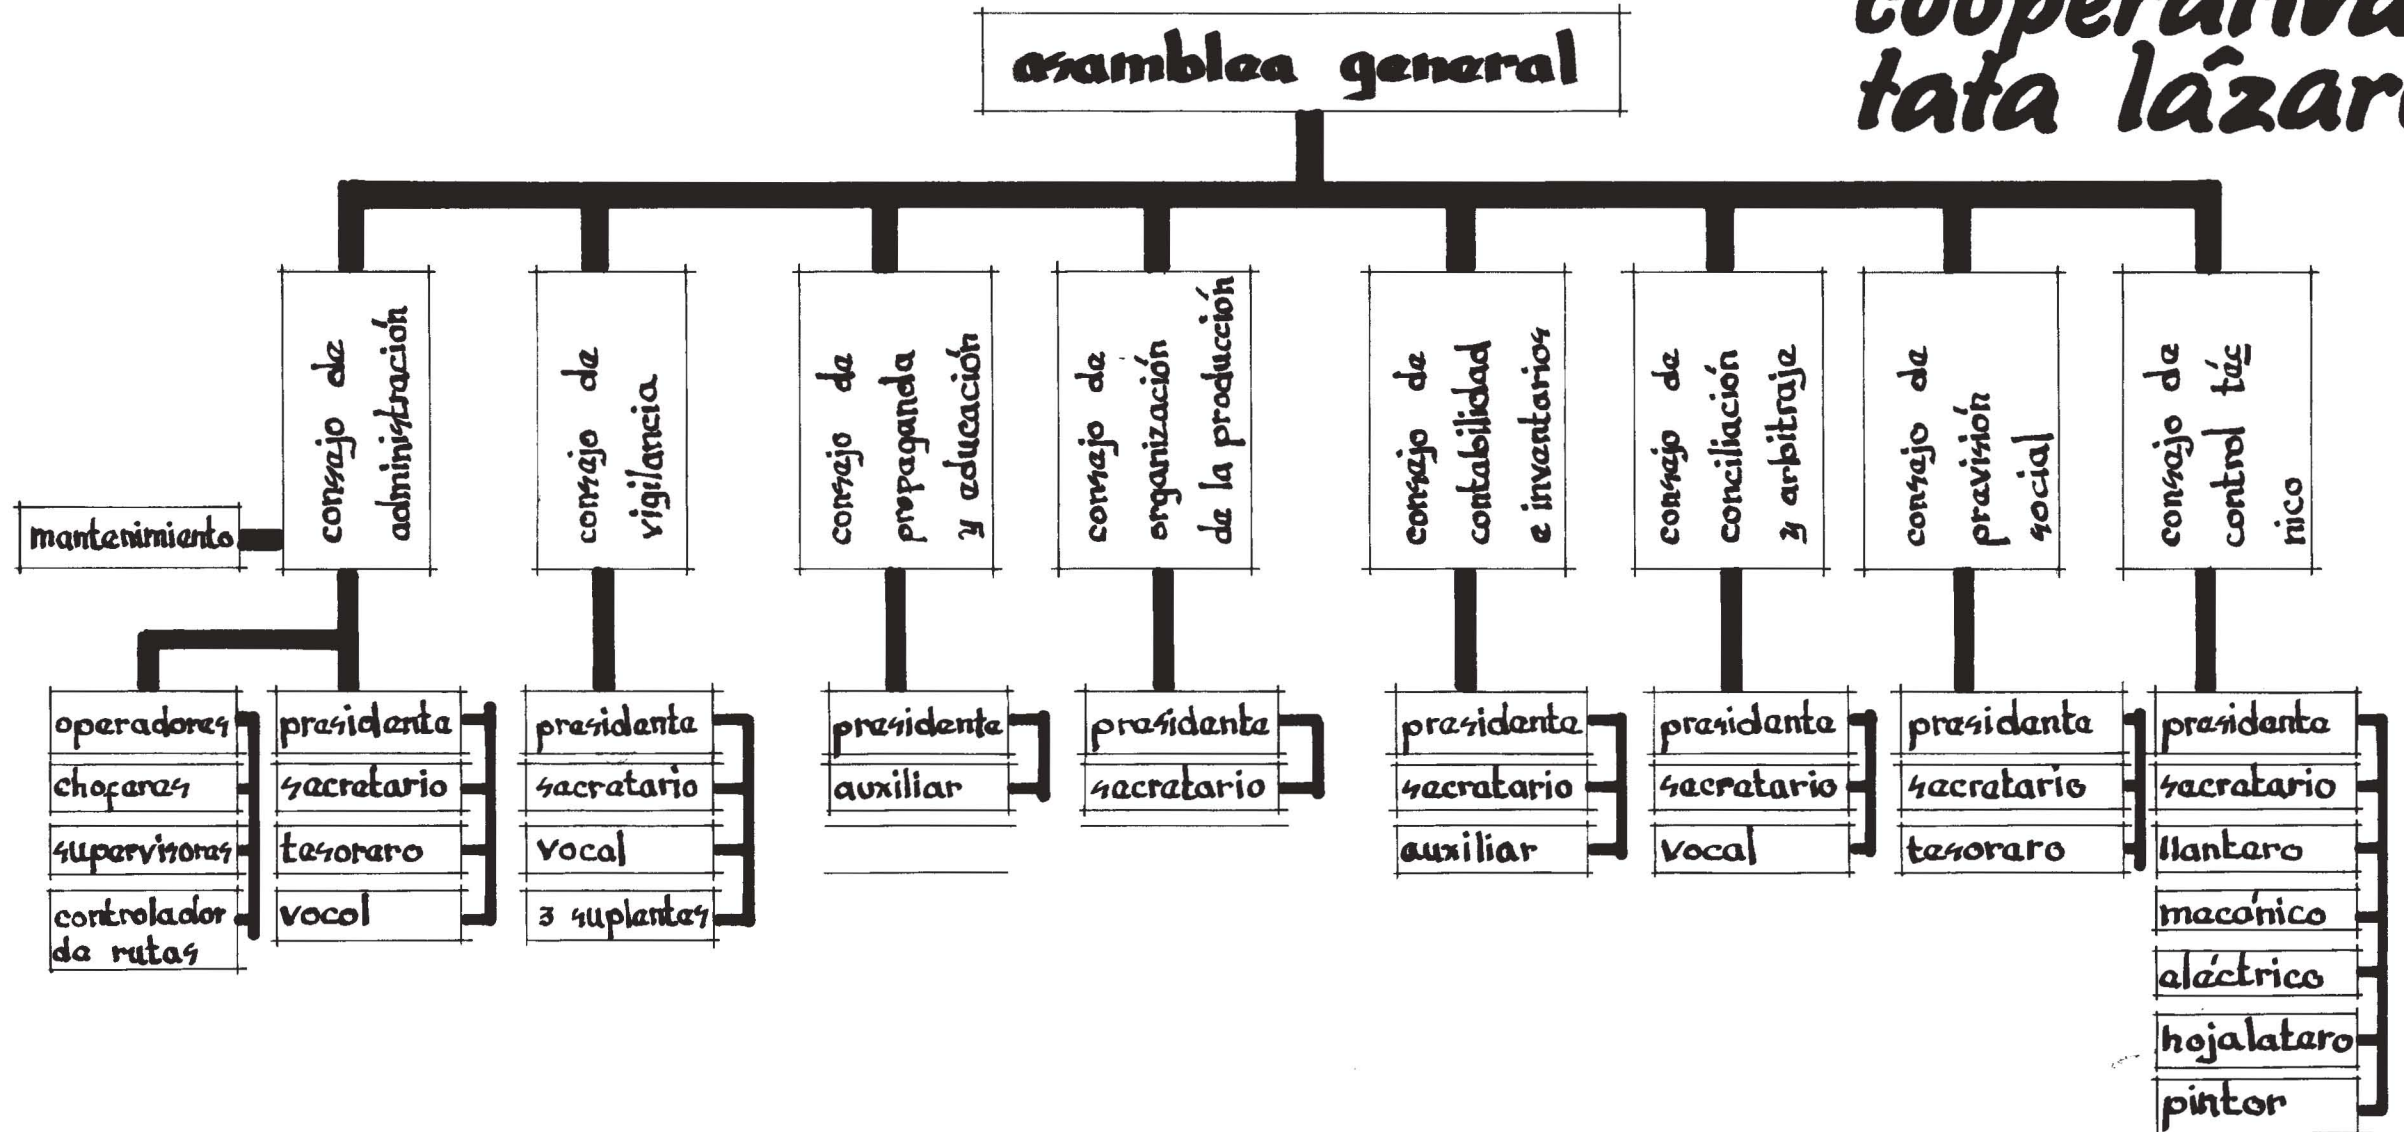 cooperativa
tata lázaro
asamblea general
consejo de
administración
consejo de
vigilancia
consejo de
propaganda
y educación
consejo de
organización
de la producción
consejo de
contabilidad
e inventarios
consejo de
conciliación
y arbitraje
consejo de
previsión
social
consejo de
control téc
nico
mantenimiento
operadores
choferes
supervisores
controlador
de rutas
presidente
secretario
tesorero
vocal
presidente
secretario
vocal
3 suplentes
presidente
auxiliar
presidente
secretario
presidente
secretario
auxiliar
presidente
secretario
vocal
presidente
secretario
tesorero
presidente
secretario
llantero
mecánico
eléctrico
hojalatero
pintor